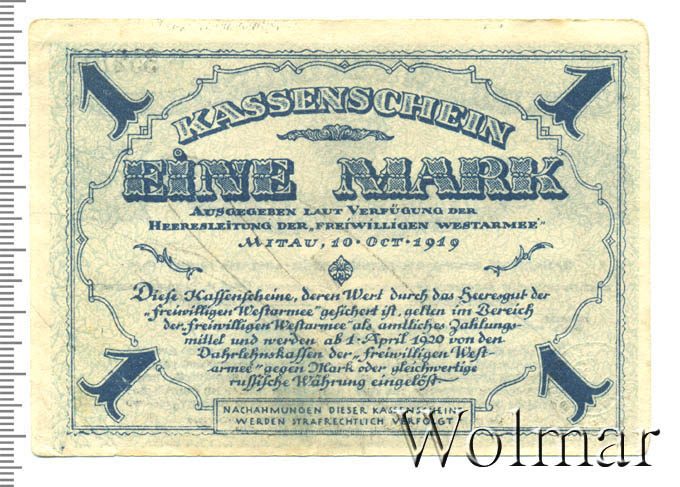 1 1
KASSENSCHEIN
EINE MARK
AUSGEGEBEN LAUT VERFÜGUNG DER
HEERESLEITUNG DER „FREIWILLIGEN WESTARMEE“
MITAU, 10·OCT·1919
Diese Kassenscheine, deren Wert durch das Heeresgut der
„freiwilligen Westarmee“ gesichert ist, gelten im Bereich
der „freiwilligen Westarmee“ als amtliches Zahlungs-
mittel und werden ab 1·April 1920 von den
Dahrlehnskassen der „freiwilligen West-
armee“ gegen Mark oder gleichwertige
russische Währung eingelöst
1 1
NACHAHMUNGEN DIESER KASSENSCHEINE
WERDEN STRAFRECHTLICH VERFOLGT
Wolmar